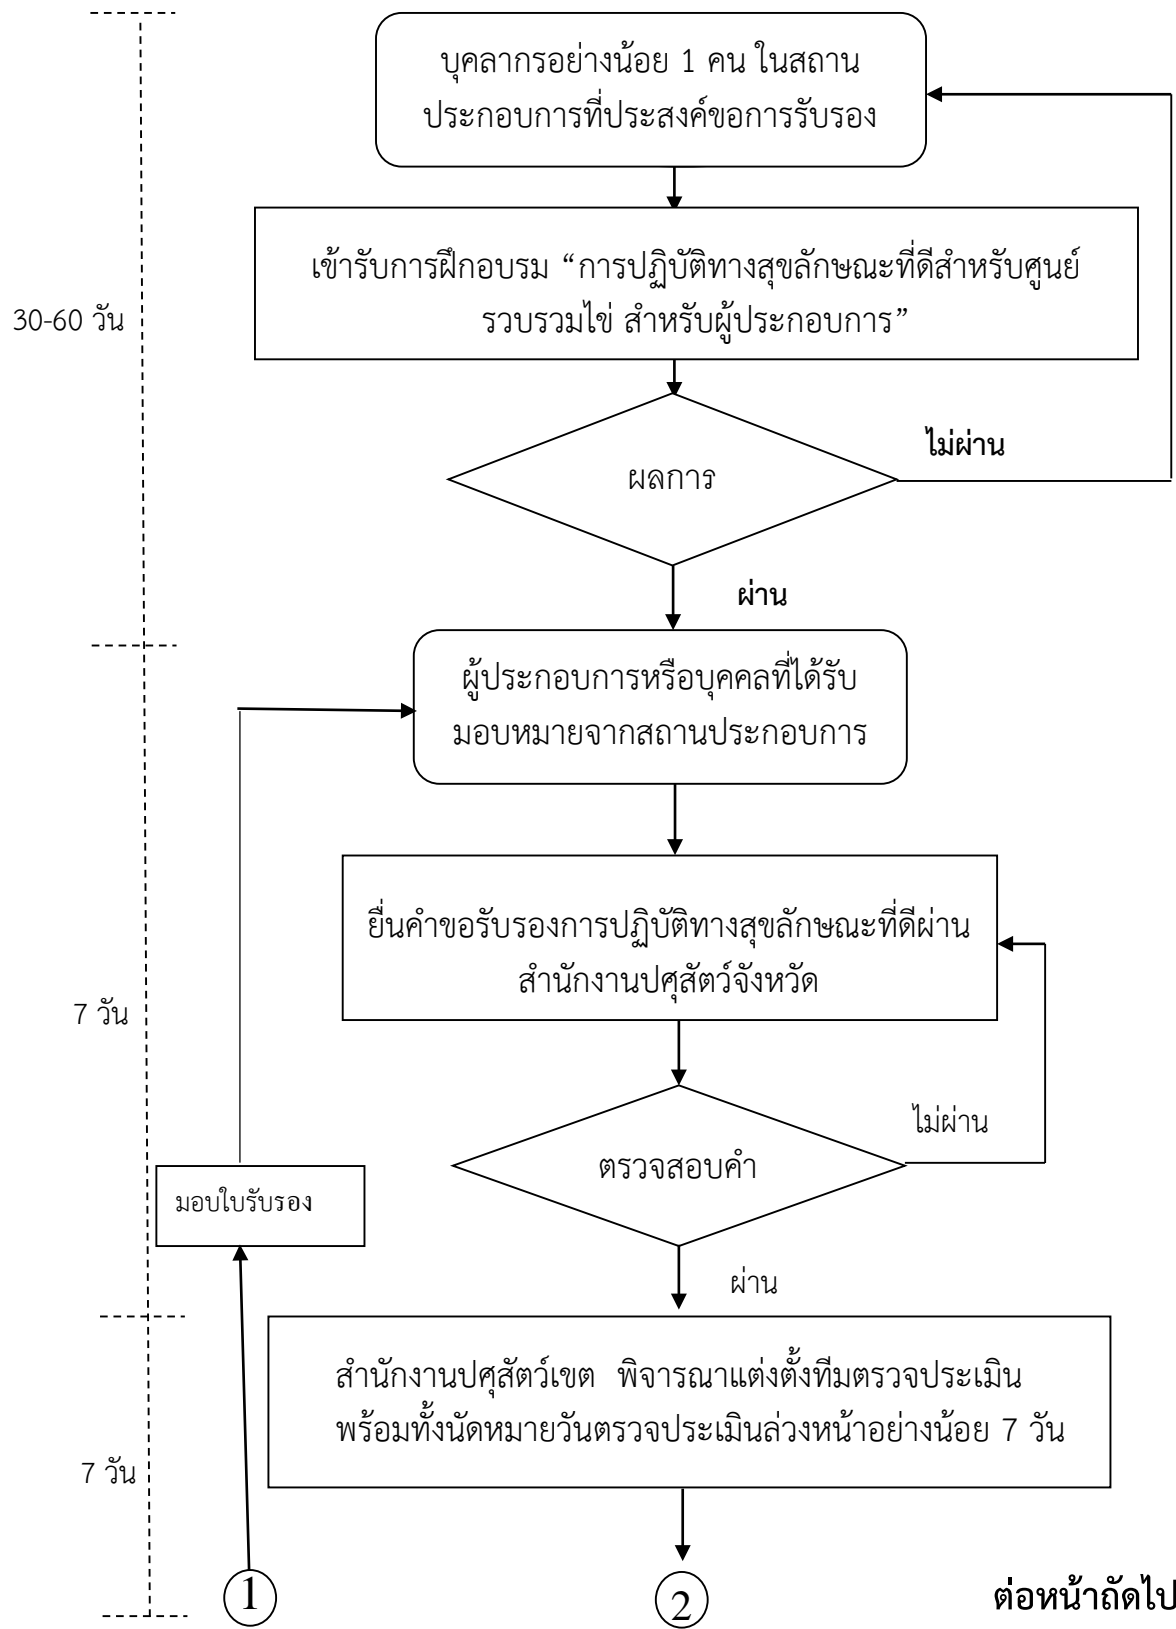 บุคลากรอย่างน้อย 1 คน ในสถาน
ประกอบการที่ประสงค์ขอการรับรอง
เข้ารับการฝึกอบรม “การปฏิบัติทางสุขลักษณะที่ดีสำหรับศูนย์
รวบรวมไข่ สำหรับผู้ประกอบการ”
30-60 วัน
ไม่ผ่าน
ผลการ
ผ่าน
ผู้ประกอบการหรือบุคคลที่ได้รับ
มอบหมายจากสถานประกอบการ
ยื่นคำขอรับรองการปฏิบัติทางสุขลักษณะที่ดีผ่าน
สำนักงานปศุสัตว์จังหวัด
7 วัน
ไม่ผ่าน
ตรวจสอบคำ
มอบใบรับรอง
ผ่าน
สำนักงานปศุสัตว์เขต พิจารณาแต่งตั้งทีมตรวจประเมิน
พร้อมทั้งนัดหมายวันตรวจประเมินล่วงหน้าอย่างน้อย 7 วัน
7 วัน
1
2
ต่อหน้าถัดไป